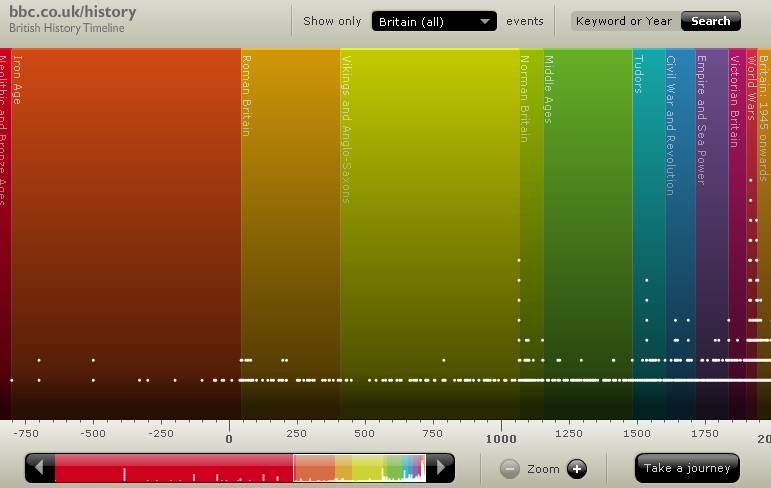 bbc.co.uk/history
British History Timeline
Show only
Britain (all)
events
Keyword or Year
Search
Neolithic and Bronze Ages
Iron Age
Roman Britain
Vikings and Anglo-Saxons
Norman Britain
Middle Ages
Tudors
Civil War and Revolution
Empire and Sea Power
Victorian Britain
World Wars
Britain: 1945 onwards
-750 -500 -250 0 250 500 750 1000 1250 1500 1750 20
Zoom
Take a journey